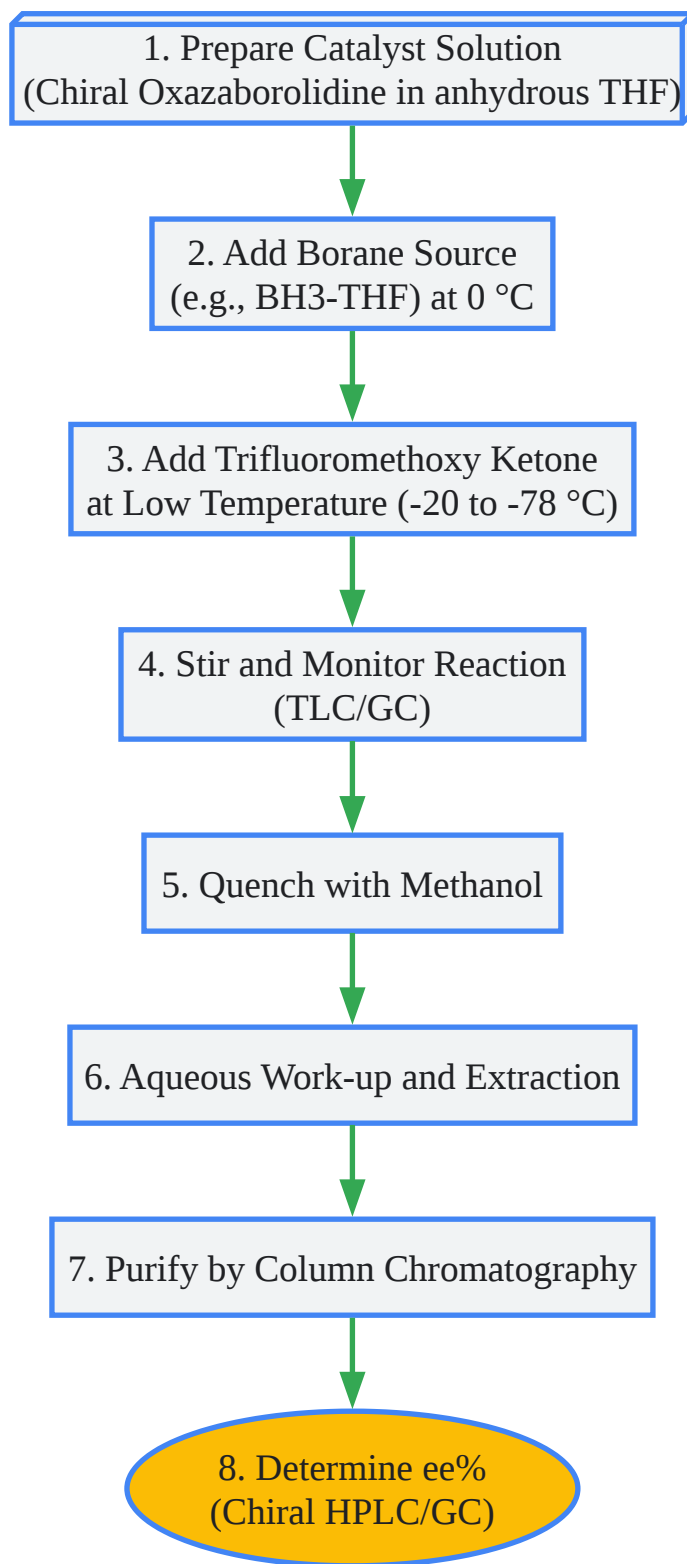 1. Prepare Catalyst Solution
(Chiral Oxazaborolidine in anhydrous THF)
2. Add Borane Source
(e.g., BH3-THF) at 0 °C
3. Add Trifluoromethoxy Ketone
at Low Temperature (-20 to -78 °C)
4. Stir and Monitor Reaction
(TLC/GC)
5. Quench with Methanol
6. Aqueous Work-up and Extraction
7. Purify by Column Chromatography
8. Determine ee%
(Chiral HPLC/GC)